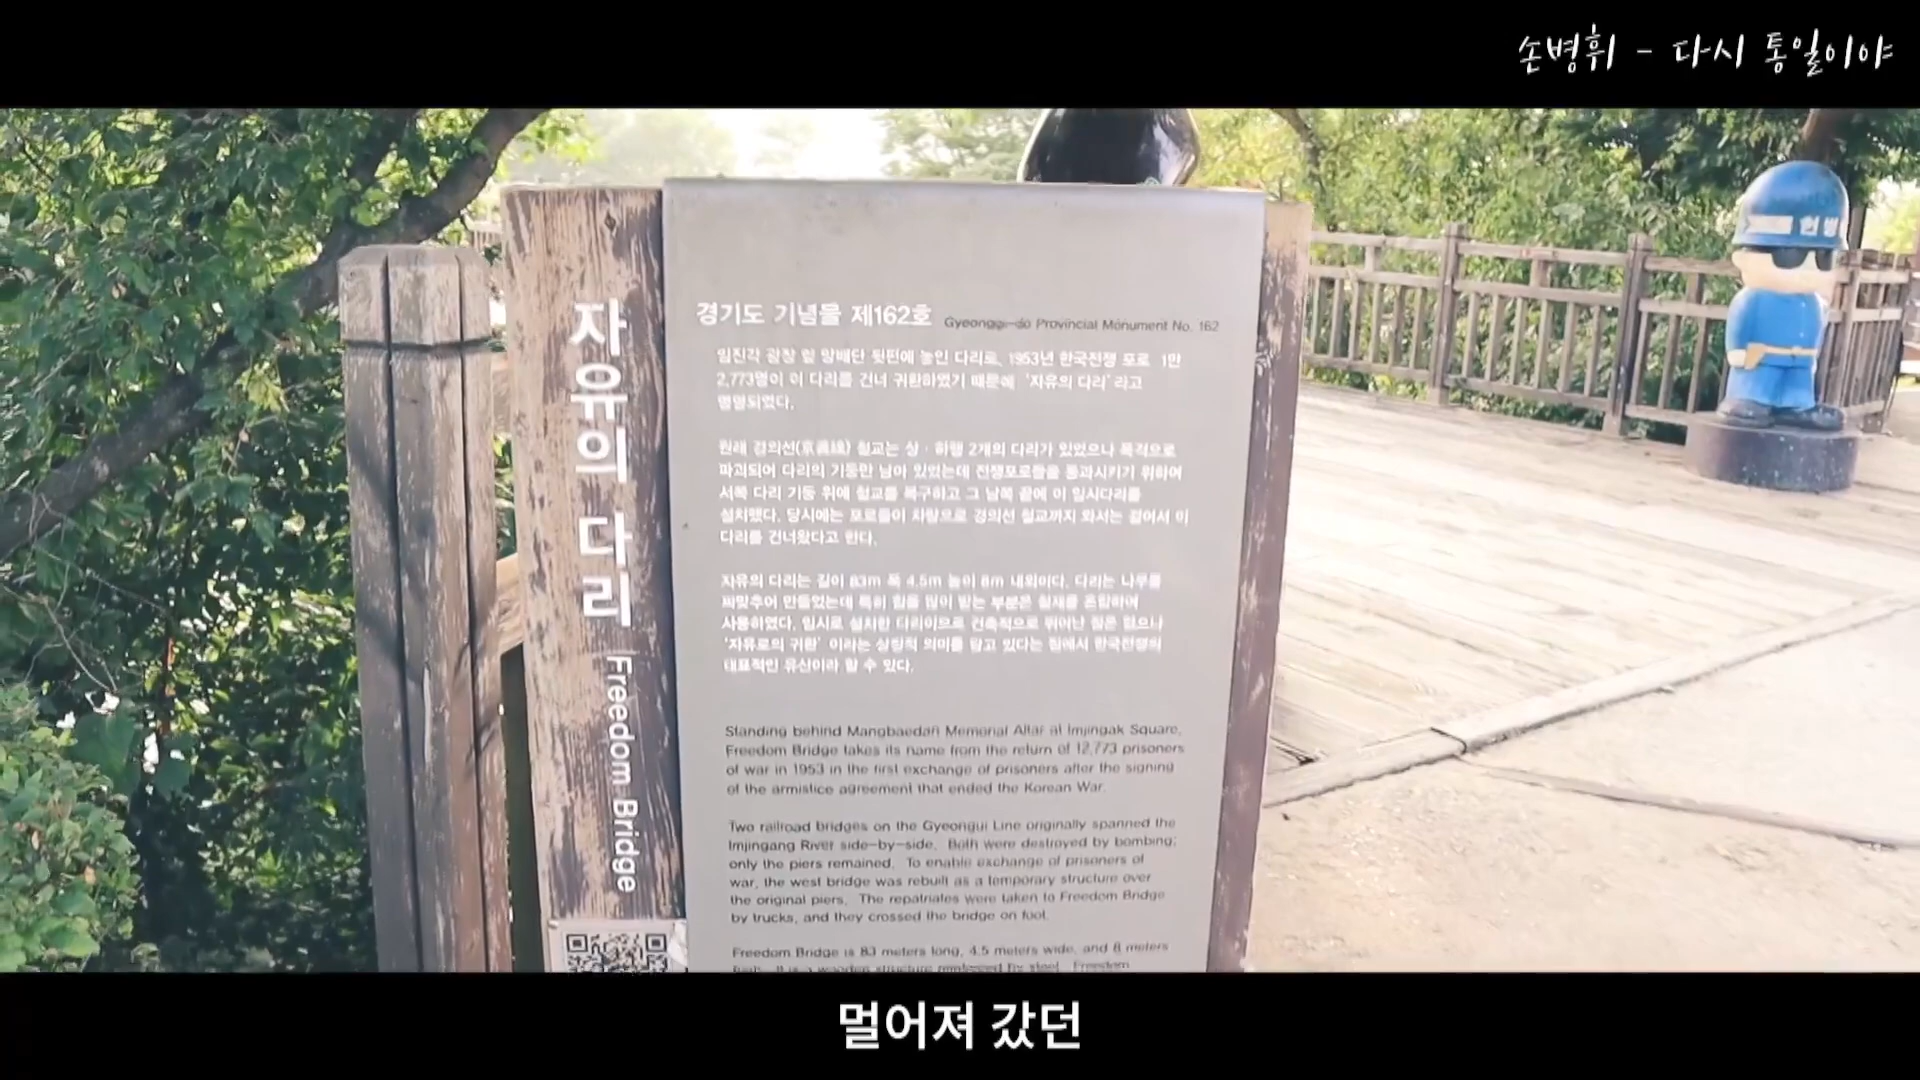 손병휘 - 다시 통일이야
헌병
자유의 다리 Freedom Bridge
경기도 기념물 제162호 Gyeonggi-do Provincial Monument No. 162
임진각 광장 앞 망배단 뒷편에 놓인 다리로, 1953년 한국전쟁 포로 1만
2,773명이 이 다리를 건너 귀환하였기 때문에 '자유의 다리'라고
명명되었다.
원래 경의선(京義線) 철교는 상·하행 2개의 다리가 있었으나 폭격으로
파괴되어 다리의 기둥만 남아 있었는데 전쟁포로들을 통과시키기 위하여
서쪽 다리 기둥 위에 철교를 복구하고 그 남쪽 끝에 이 임시다리를
설치했다. 당시에는 포로들이 차량으로 경의선 철교까지 와서는 걸어서 이
다리를 건너왔다고 한다.
자유의 다리는 길이 83m 폭 4.5m 높이 8m 내외이다. 다리는 나무를
짜맞추어 만들었는데 특히 힘을 많이 받는 부분은 철재를 혼합하여
사용하였다. 임시로 설치한 다리이므로 건축적으로 뛰어난 점은 없으나
'자유로의 귀환' 이라는 상징적 의미를 담고 있다는 점에서 한국전쟁의
대표적인 유산이라 할 수 있다.
Standing behind Mangbaedan Memorial Altar at Imjingak Square,
Freedom Bridge takes its name from the return of 12,773 prisoners
of war in 1953 in the first exchange of prisoners after the signing
of the armistice agreement that ended the Korean War.
Two railroad bridges on the Gyeongui Line originally spanned the
Imjingang River side-by-side. Both were destroyed by bombing;
only the piers remained. To enable exchange of prisoners of
war, the west bridge was rebuilt as a temporary structure over
the original piers. The repatriates were taken to Freedom Bridge
by trucks, and they crossed the bridge on foot.
Freedom Bridge is 83 meters long, 4.5 meters wide, and 8 meters
high. It is a wooden structure reinforced by steel. Freedom
멀어져 갔던